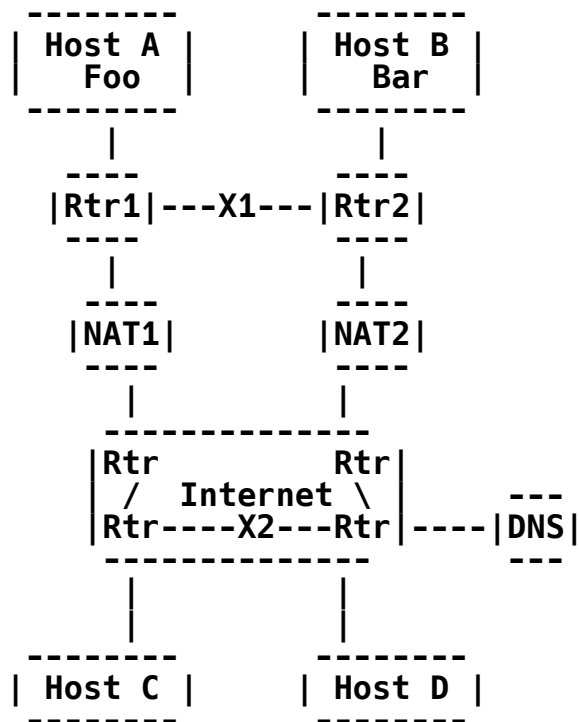 Host A Host B
Foo Bar
Rtr1 X1 Rtr2
NAT1 NAT2
Rtr Rtr
Internet
Rtr X2 Rtr DNS
Host C Host D